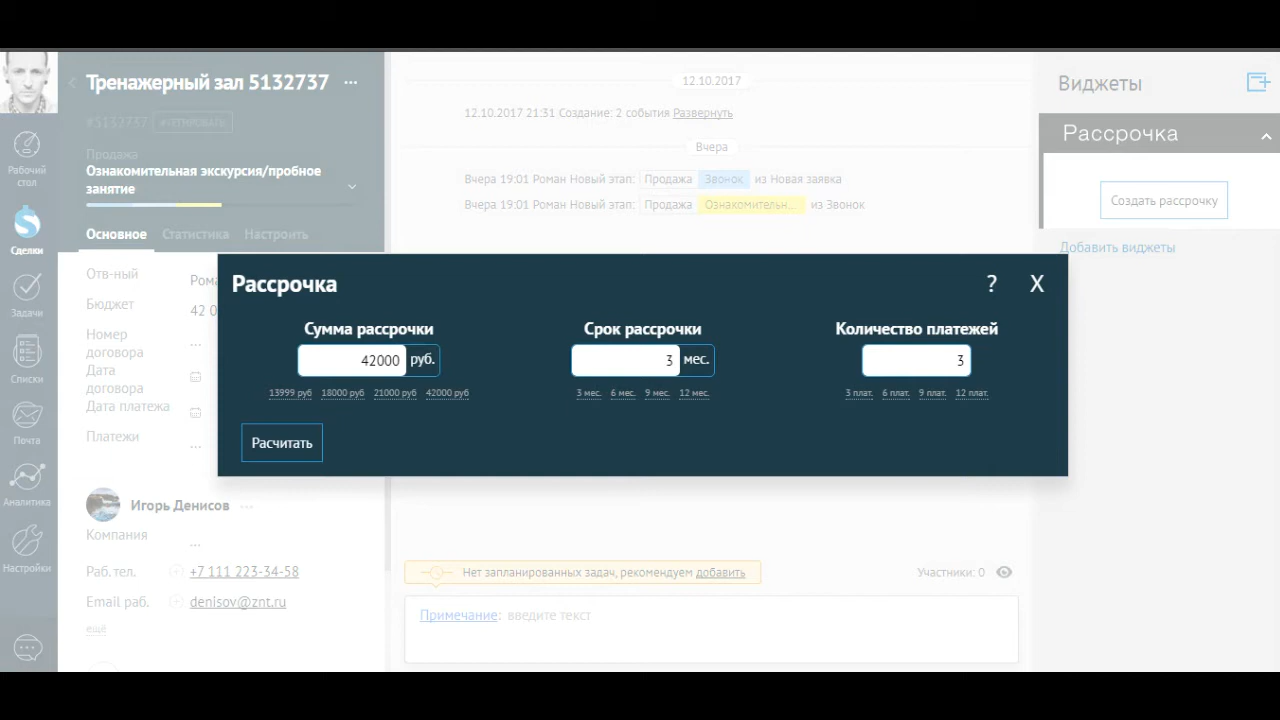 Тренажерный зал 5132737 ...
#5132737 #ТЕГИРОВАТЬ
Продажа
Ознакомительная экскурсия/пробное
занятие
Основное Статистика Настроить
Рабочий
стол
Сделки
Задачи
Списки
Почта
Аналитика
Настройки
Отв-ный Рома
Бюджет 42 0
Номер
договора ...
Дата
договора
Дата платежа
Платежи ...
Игорь Денисов ...
Компания ...
Раб.тел. +7 111 223-34-58
Email раб. denisov@znt.ru
ещё
12.10.2017
12.10.2017 21:31 Создание: 2 события Развернуть
Вчера
Вчера 19:01 Роман Новый этап: Продажа Звонок из Новая заявка
Вчера 19:01 Роман Новый этап: Продажа Ознакомительн... из Звонок
Рассрочка ? X
Сумма рассрочки Срок рассрочки Количество платежей
42000 руб. 3 мес. 3
13999 руб 18000 руб 21000 руб 42000 руб 3 мес. 6 мес. 9 мес. 12 мес. 3 плат. 6 плат. 9 плат. 12 плат.
Расчитать
Нет запланированных задач, рекомендуем добавить Участники: 0
Примечание: введите текст
Виджеты
Рассрочка
Создать рассрочку
Добавить виджеты